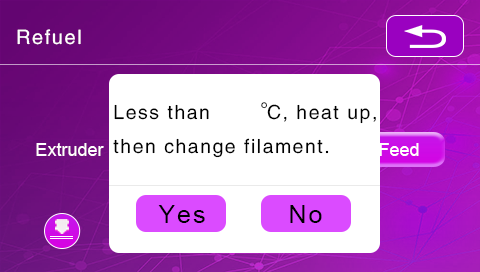 Refuel
Less than °C, heat up,
then change filament.
Extruder
Feed
Yes No